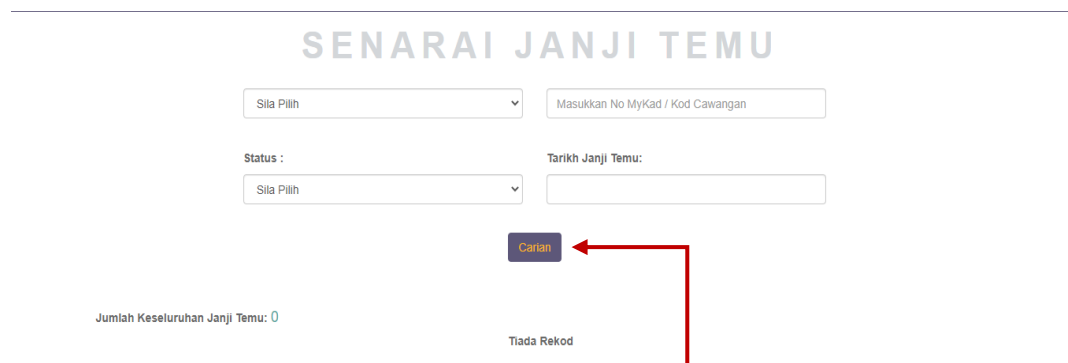 SENARAI JANJI TEMU
Sila Pilih
Masukkan No MyKad / Kod Cawangan
Status :
Tarikh Janji Temu:
Sila Pilih
Carian
Jumlah Keseluruhan Janji Temu: 0
Tiada Rekod